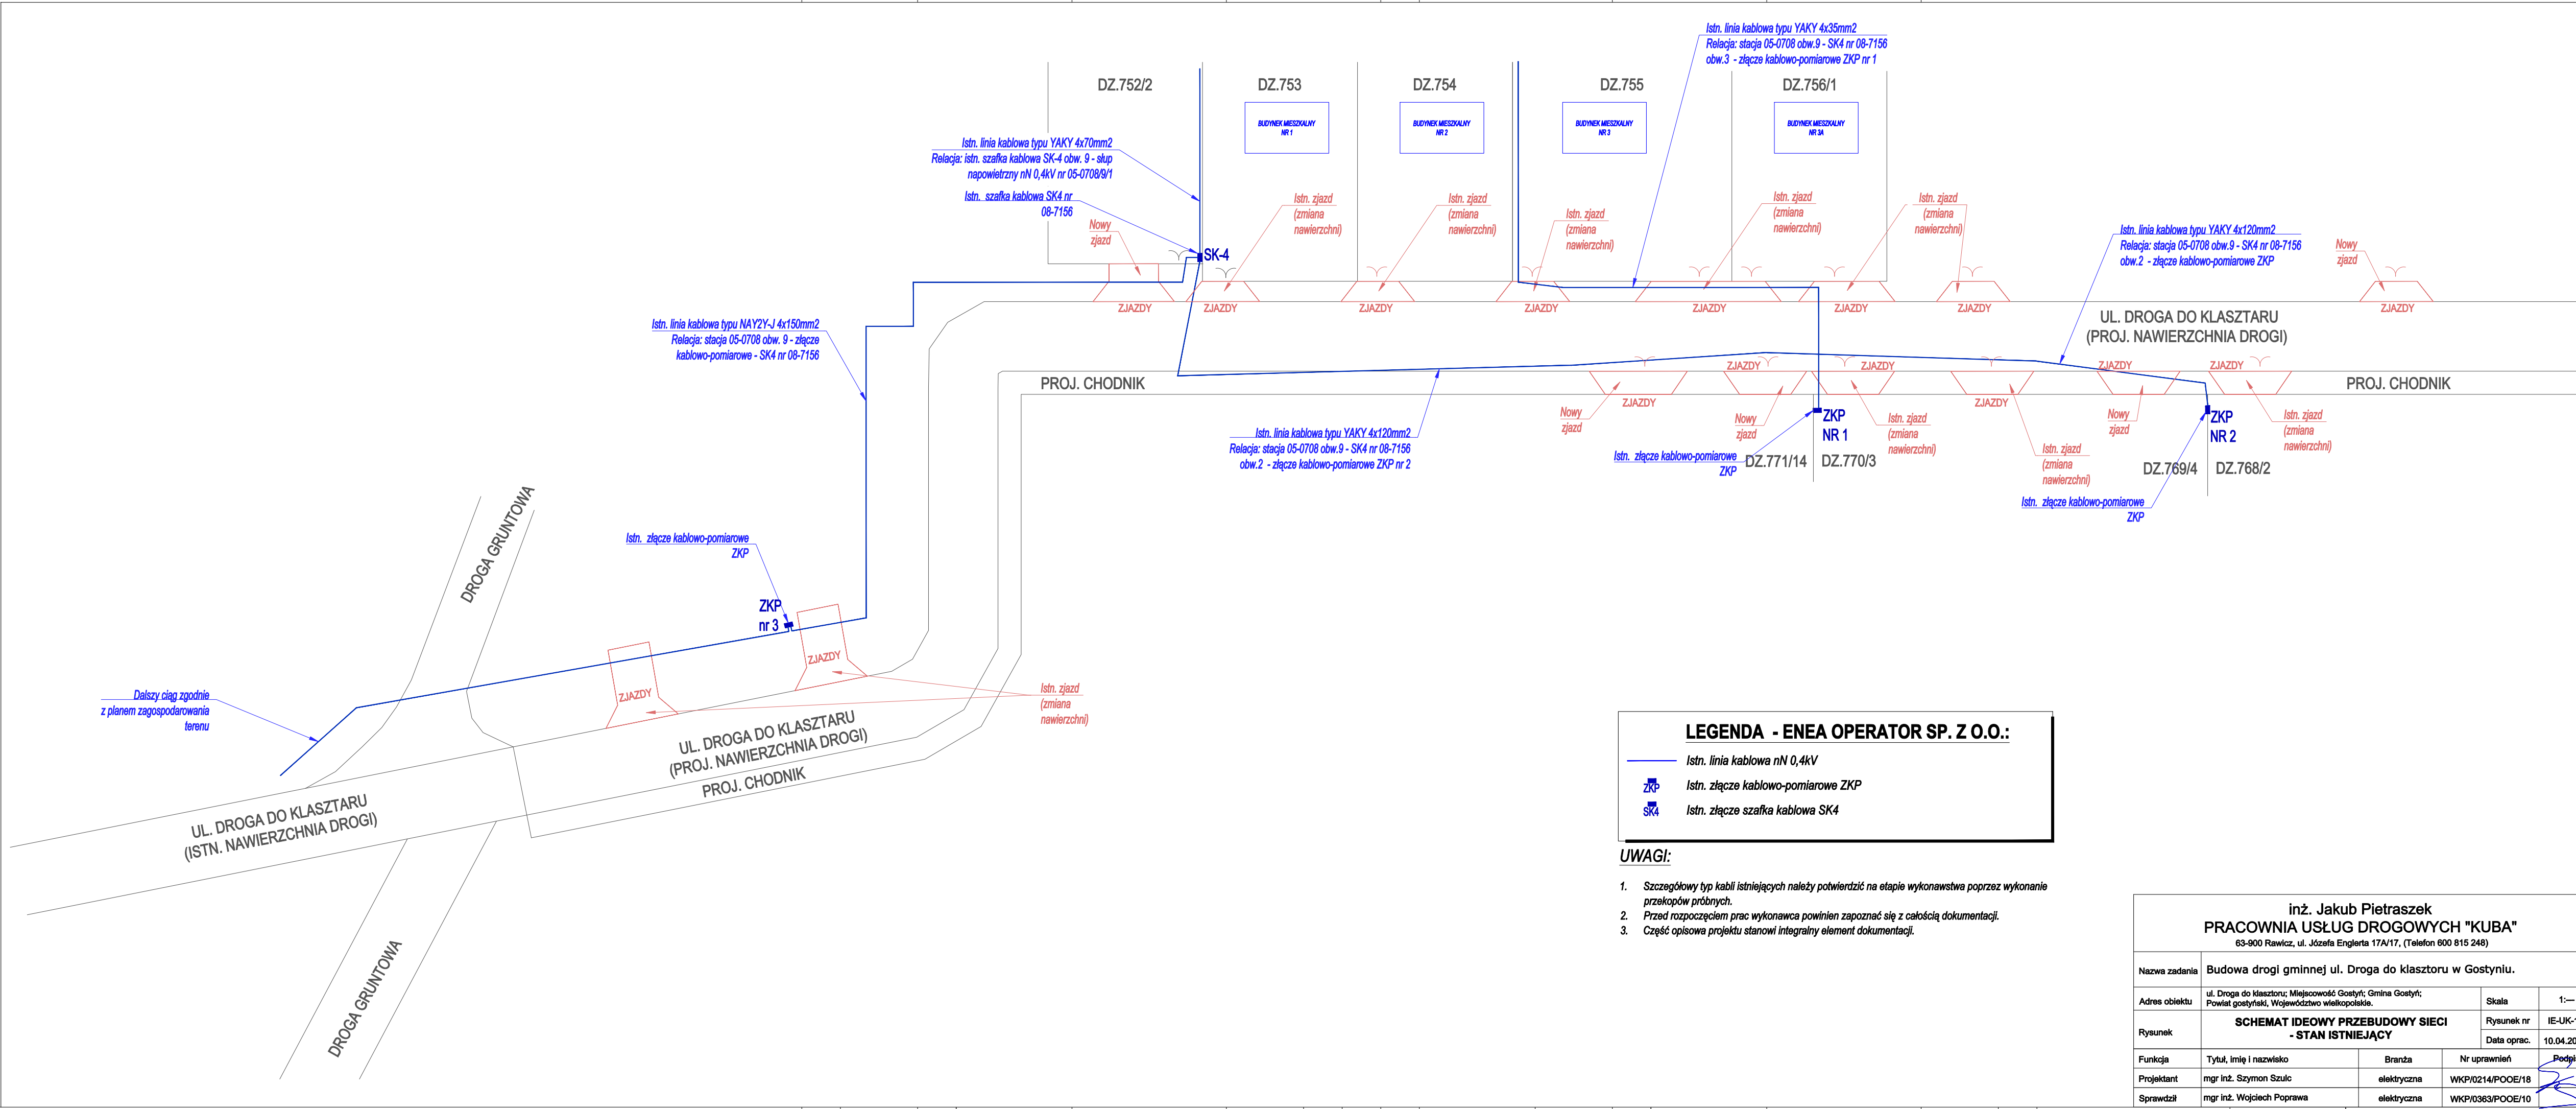 Istn. linia kablowa typu YAKY 4x35mm2
Relacja: stacja 05-0708 obw.9 - SK4 nr 08-7156
obw.3 - złącze kablowo-pomiarowe ZKP nr 1
DZ.752/2
DZ.753
DZ.754
DZ.755
DZ.756/1
BUDYNEK MIESZKALNY
NR 1
BUDYNEK MIESZKALNY
NR 2
BUDYNEK MIESZKALNY
NR 3
BUDYNEK MIESZKALNY
NR 3A
Istn. linia kablowa typu YAKY 4x70mm2
Relacja: istn. szafka kablowa SK-4 obw. 9 - słup
napowietrzny nN 0,4kV nr 05-0708/9/1
Istn. szafka kablowa SK4 nr
08-7156
Nowy
zjazd
SK-4
Istn. zjazd
(zmiana
nawierzchni)
Istn. zjazd
(zmiana
nawierzchni)
Istn. zjazd
(zmiana
nawierzchni)
Istn. zjazd
(zmiana
nawierzchni)
Istn. zjazd
(zmiana
nawierzchni)
Istn. linia kablowa typu YAKY 4x120mm2
Relacja: stacja 05-0708 obw.9 - SK4 nr 08-7156
obw.2 - złącze kablowo-pomiarowe ZKP
Nowy
zjazd
ZJAZDY
ZJAZDY
ZJAZDY
ZJAZDY
ZJAZDY
ZJAZDY
ZJAZDY
ZJAZDY
UL. DROGA DO KLASZTARU
(PROJ. NAWIERZCHNIA DROGI)
Istn. linia kablowa typu NAY2Y-J 4x150mm2
Relacja: stacja 05-0708 obw. 9 - złącze
kablowo-pomiarowe - SK4 nr 08-7156
PROJ. CHODNIK
ZJAZDY
ZJAZDY
ZJAZDY
ZJAZDY
PROJ. CHODNIK
ZJAZDY
ZJAZDY
Nowy
zjazd
Nowy
zjazd
ZKP
NR 1
Istn. zjazd
(zmiana
nawierzchni)
Nowy
zjazd
ZKP
NR 2
Istn. zjazd
(zmiana
nawierzchni)
Istn. linia kablowa typu YAKY 4x120mm2
Relacja: stacja 05-0708 obw.9 - SK4 nr 08-7156
obw.2 - złącze kablowo-pomiarowe ZKP nr 2
Istn. złącze kablowo-pomiarowe
ZKP
DZ.771/14
DZ.770/3
Istn. zjazd
(zmiana
nawierzchni)
DZ.769/4
DZ.768/2
Istn. złącze kablowo-pomiarowe
ZKP
DROGA GRUNTOWA
Istn. złącze kablowo-pomiarowe
ZKP
ZKP
nr 3
ZJAZDY
ZJAZDY
Istn. zjazd
(zmiana
nawierzchni)
Dalszy ciąg zgodnie
z planem zagospodarowania
terenu
UL. DROGA DO KLASZTARU
(PROJ. NAWIERZCHNIA DROGI)
PROJ. CHODNIK
UL. DROGA DO KLASZTARU
(ISTN. NAWIERZCHNIA DROGI)
DROGA GRUNTOWA
LEGENDA - ENEA OPERATOR SP. Z O.O.:
Istn. linia kablowa nN 0,4kV
ZKP Istn. złącze kablowo-pomiarowe ZKP
SK4 Istn. złącze szafka kablowa SK4
UWAGI:
1. Szczegółowy typ kabli istniejących należy potwierdzić na etapie wykonawstwa poprzez wykonanie
przekopów próbnych.
2. Przed rozpoczęciem prac wykonawca powinien zapoznać się z całością dokumentacji.
3. Część opisowa projektu stanowi integralny element dokumentacji.
inż. Jakub Pietraszek
PRACOWNIA USŁUG DROGOWYCH "KUBA"
63-900 Rawicz, ul. Józefa Englerta 17A/17, (Telefon 600 815 248)
Nazwa zadania Budowa drogi gminnej ul. Droga do klasztoru w Gostyniu.
Adres obiektu ul. Droga do klasztoru; Miejscowość Gostyń; Gmina Gostyń;
Powiat gostyński, Województwo wielkopolskie.
Skala 1:—
Rysunek SCHEMAT IDEOWY PRZEBUDOWY SIECI
- STAN ISTNIEJĄCY
Rysunek nr IE-UK-
Data oprac. 10.04.20
Funkcja Tytuł, imię i nazwisko Branża Nr uprawnień Podpi
Projektant mgr inż. Szymon Szulc elektryczna WKP/0214/POOE/18
Sprawdził mgr inż. Wojciech Poprawa elektryczna WKP/0363/POOE/10